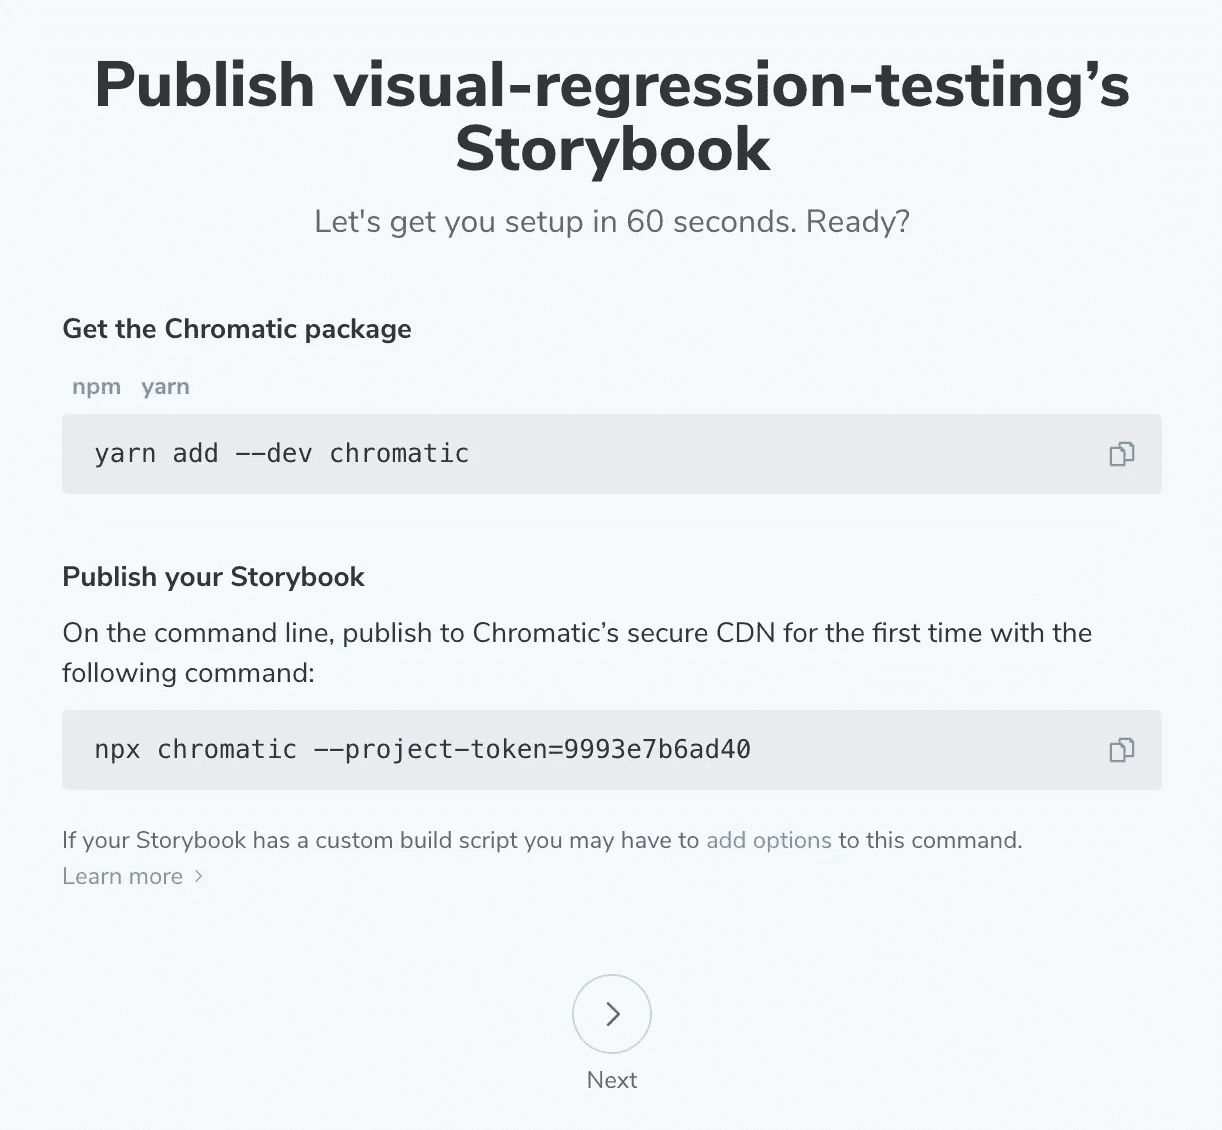 Publish visual-regression-testing’s
Storybook
Let's get you setup in 60 seconds. Ready?
Get the Chromatic package
npm yarn
yarn add --dev chromatic
Publish your Storybook
On the command line, publish to Chromatic’s secure CDN for the first time with the
following command:
npx chromatic --project-token=9993e7b6ad40
If your Storybook has a custom build script you may have to add options to this command.
Learn more
Next